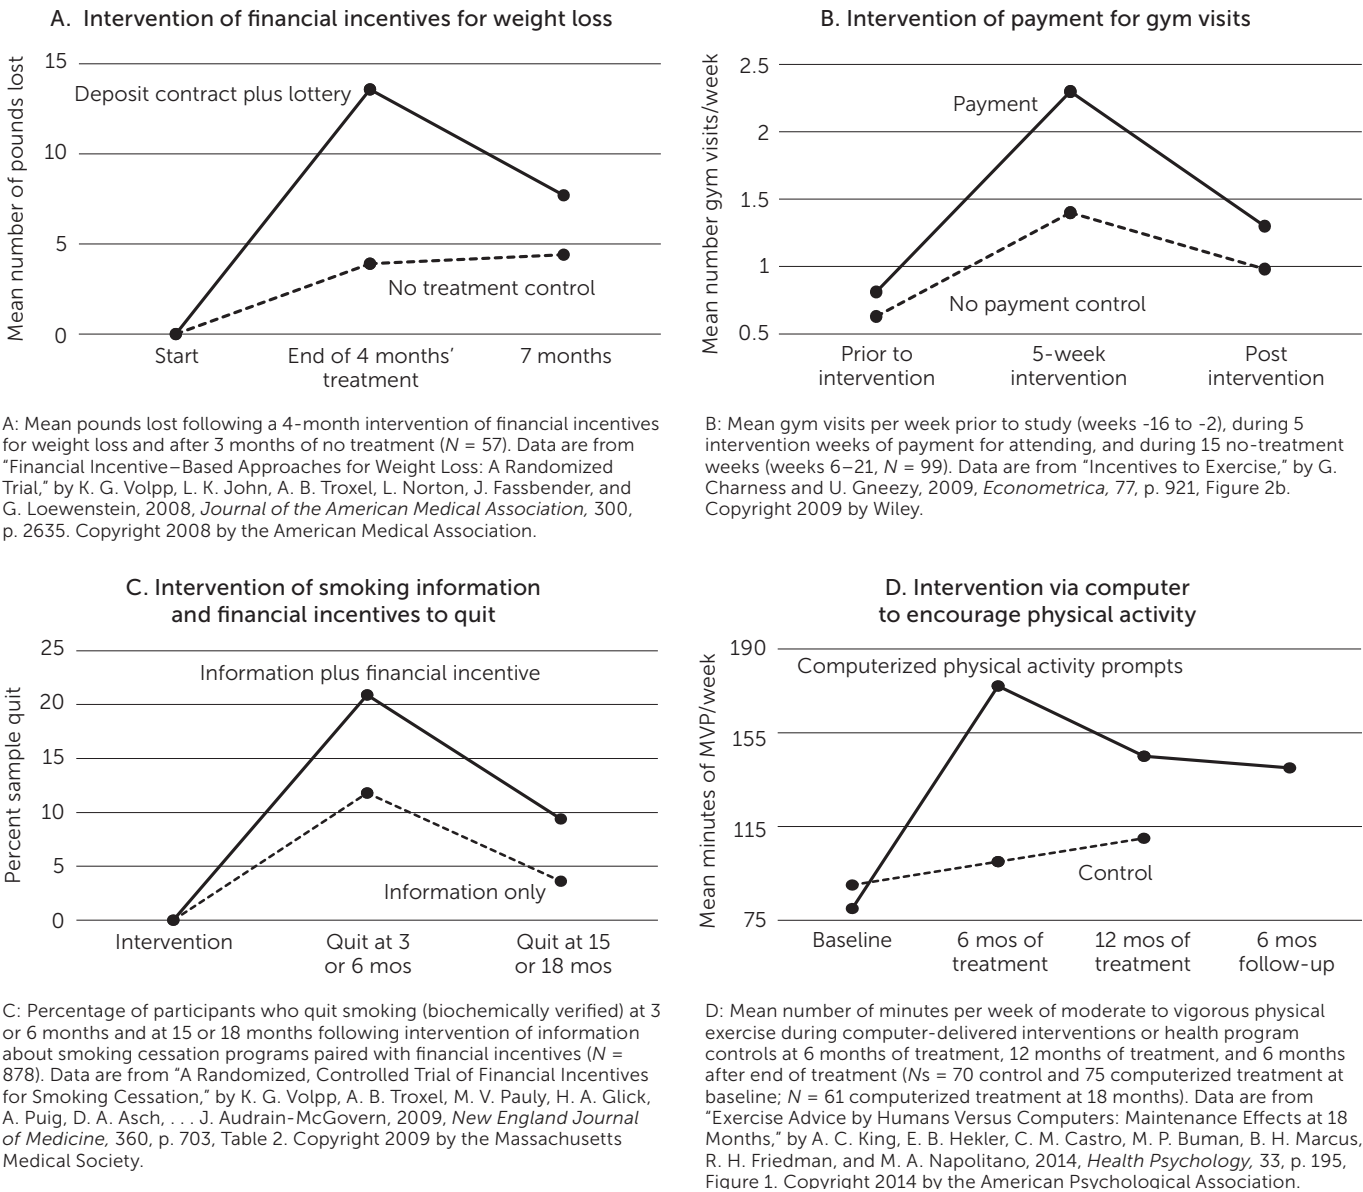 A. Intervention of financial incentives for weight loss
Mean number of pounds lost
15
10
5
0
Deposit contract plus lottery
No treatment control
Start
End of 4 months’
treatment
7 months
A: Mean pounds lost following a 4-month intervention of financial incentives
for weight loss and after 3 months of no treatment (N = 57). Data are from
“Financial Incentive–Based Approaches for Weight Loss: A Randomized
Trial,” by K. G. Volpp, L. K. John, A. B. Troxel, L. Norton, J. Fassbender, and
G. Loewenstein, 2008, Journal of the American Medical Association, 300,
p. 2635. Copyright 2008 by the American Medical Association.
B. Intervention of payment for gym visits
Mean number gym visits/week
2.5
2
1.5
1
0.5
Payment
No payment control
Prior to
intervention
5-week
intervention
Post
intervention
B: Mean gym visits per week prior to study (weeks -16 to -2), during 5
intervention weeks of payment for attending, and during 15 no-treatment
weeks (weeks 6–21, N = 99). Data are from “Incentives to Exercise,” by G.
Charness and U. Gneezy, 2009, Econometrica, 77, p. 921, Figure 2b.
Copyright 2009 by Wiley.
C. Intervention of smoking information
and financial incentives to quit
Percent sample quit
25
20
15
10
5
0
Information plus financial incentive
Information only
Intervention
Quit at 3
or 6 mos
Quit at 15
or 18 mos
C: Percentage of participants who quit smoking (biochemically verified) at 3
or 6 months and at 15 or 18 months following intervention of information
about smoking cessation programs paired with financial incentives (N =
878). Data are from “A Randomized, Controlled Trial of Financial Incentives
for Smoking Cessation,” by K. G. Volpp, A. B. Troxel, M. V. Pauly, H. A. Glick,
A. Puig, D. A. Asch, . . . J. Audrain-McGovern, 2009, New England Journal
of Medicine, 360, p. 703, Table 2. Copyright 2009 by the Massachusetts
Medical Society.
D. Intervention via computer
to encourage physical activity
Mean minutes of MVP/week
190
155
115
75
Computerized physical activity prompts
Control
Baseline
6 mos of
treatment
12 mos of
treatment
6 mos
follow-up
D: Mean number of minutes per week of moderate to vigorous physical
exercise during computer-delivered interventions or health program
controls at 6 months of treatment, 12 months of treatment, and 6 months
after end of treatment (Ns = 70 control and 75 computerized treatment at
baseline; N = 61 computerized treatment at 18 months). Data are from
“Exercise Advice by Humans Versus Computers: Maintenance Effects at 18
Months,” by A. C. King, E. B. Hekler, C. M. Castro, M. P. Buman, B. H. Marcus,
R. H. Friedman, and M. A. Napolitano, 2014, Health Psychology, 33, p. 195,
Figure 1. Copyright 2014 by the American Psychological Association.